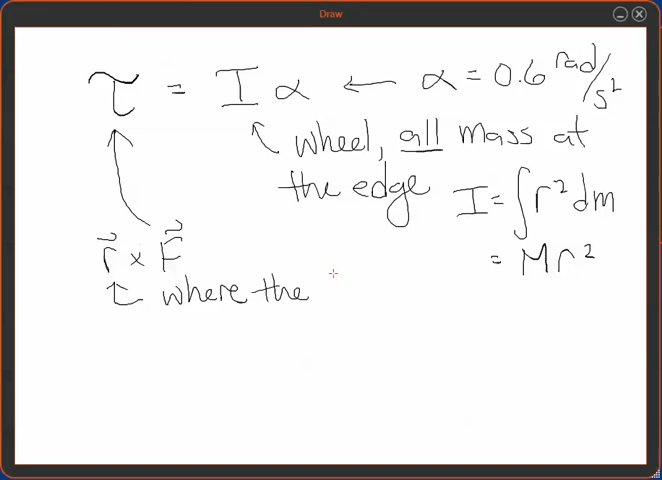 Draw
τ = I α ← α = 0.6 rad/s²
wheel, all mass at
the edge
I = ∫ r² dm
= Mr²
r⃗ × F⃗
where the